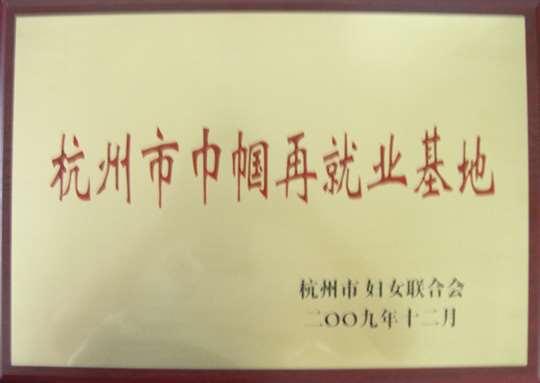 杭州市巾帼再就业基地
杭州市妇女联合会
二〇〇九年十二月